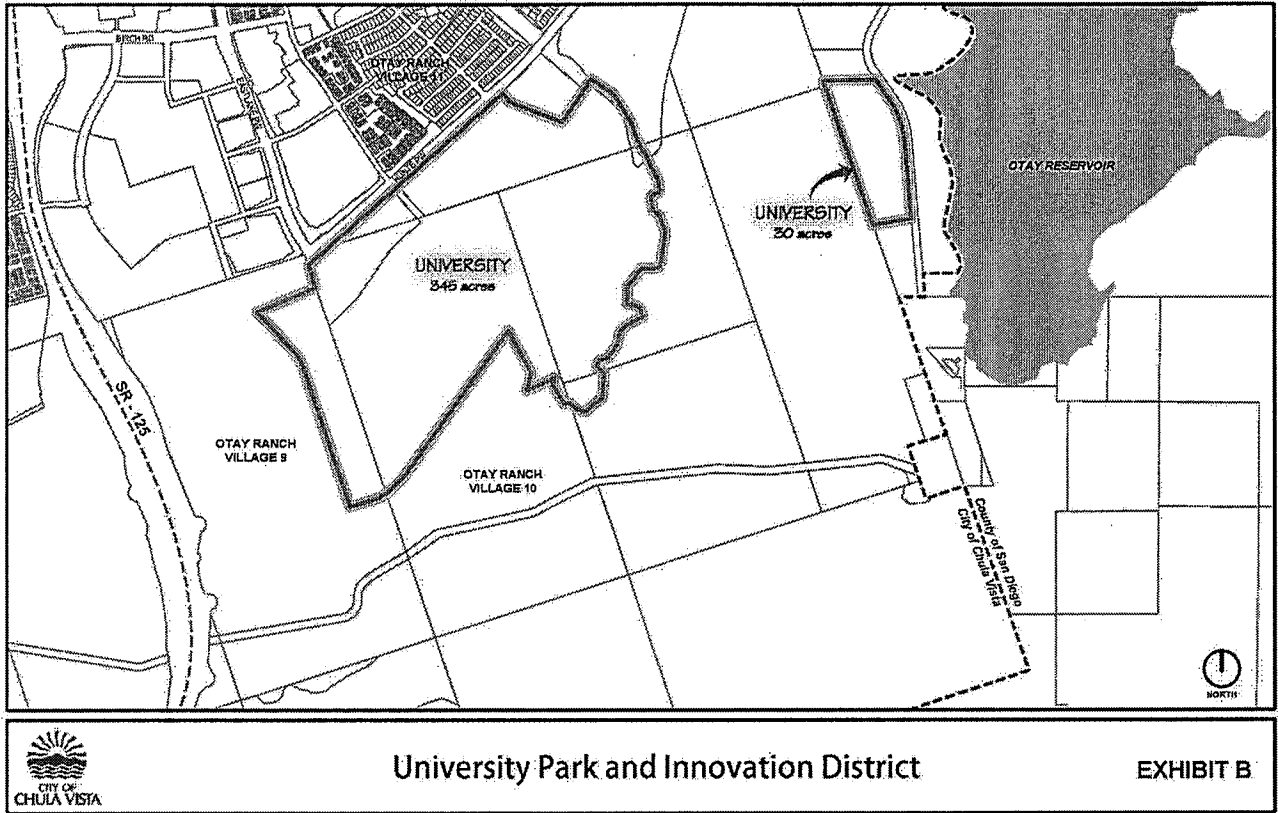 BIRCH RD
OTAY RANCH
VILLAGE 11
OTAY RESERVOIR
UNIVERSITY
30 acres
UNIVERSITY
345 acres
SR - 125
OTAY RANCH
VILLAGE 9
OTAY RANCH
VILLAGE 10
County of San Diego
City of Chula Vista
NORTH
CITY OF
CHULA VISTA
University Park and Innovation District
EXHIBIT B